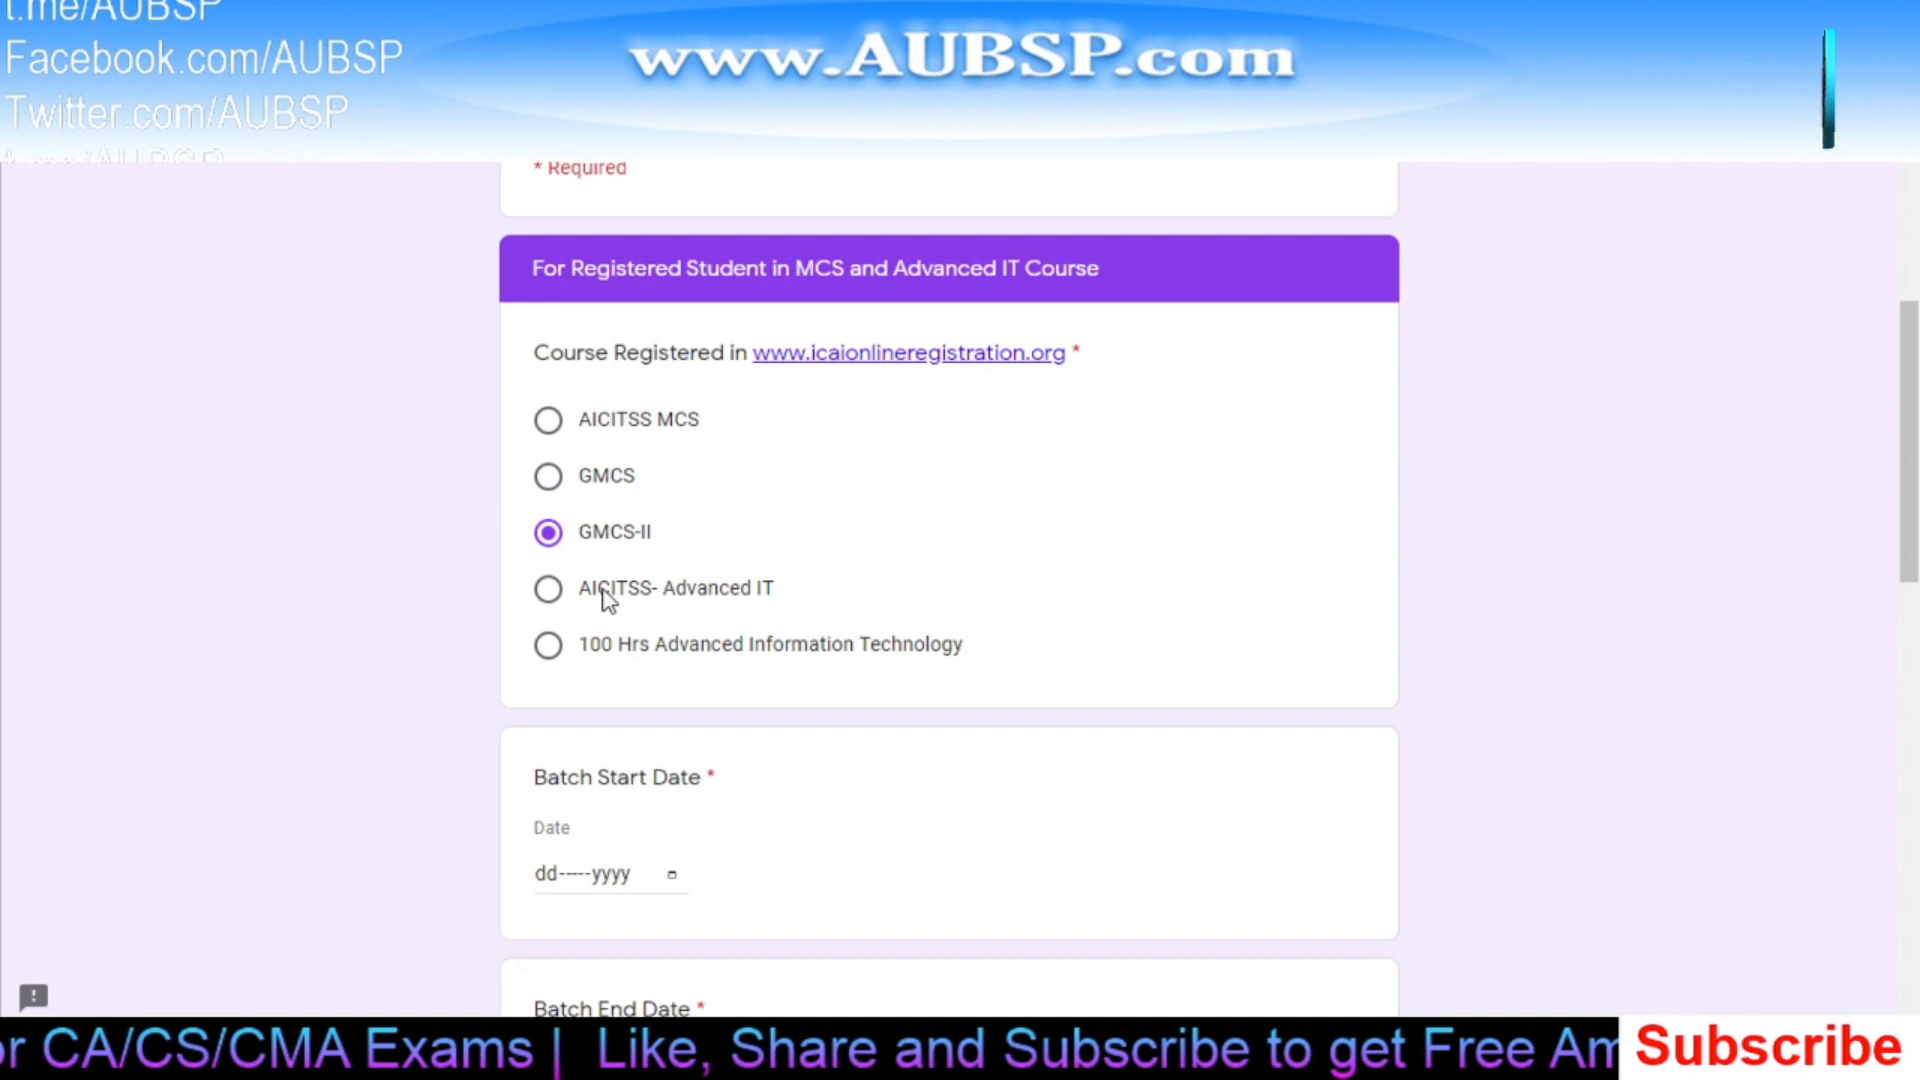 t.me/AUBSP
Facebook.com/AUBSP
Twitter.com/AUBSP
t.me/AUBSP
www.AUBSP.com
* Required
For Registered Student in MCS and Advanced IT Course
Course Registered in www.icaionlineregistration.org *
AICITSS MCS
GMCS
GMCS-II
AICITSS- Advanced IT
100 Hrs Advanced Information Technology
Batch Start Date *
Date
dd-----yyyy
Batch End Date *
or CA/CS/CMA Exams | Like, Share and Subscribe to get Free Am
Subscribe